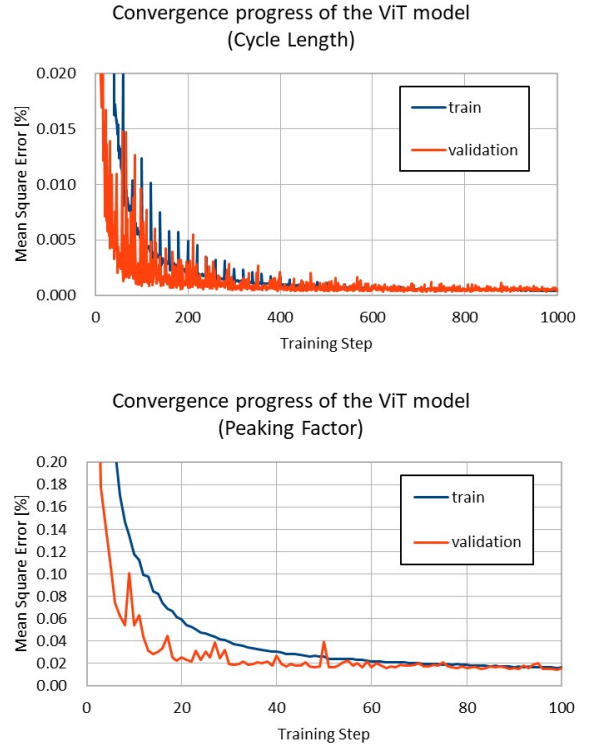 Convergence progress of the ViT model
(Cycle Length)
0.020
0.015
0.010
0.005
0.000
Mean Square Error [%]
train
validation
0 200 400 600 800 1000
Training Step
Convergence progress of the ViT model
(Peaking Factor)
0.20
0.18
0.16
0.14
0.12
0.10
0.08
0.06
0.04
0.02
0.00
Mean Square Error [%]
train
validation
0 20 40 60 80 100
Training Step